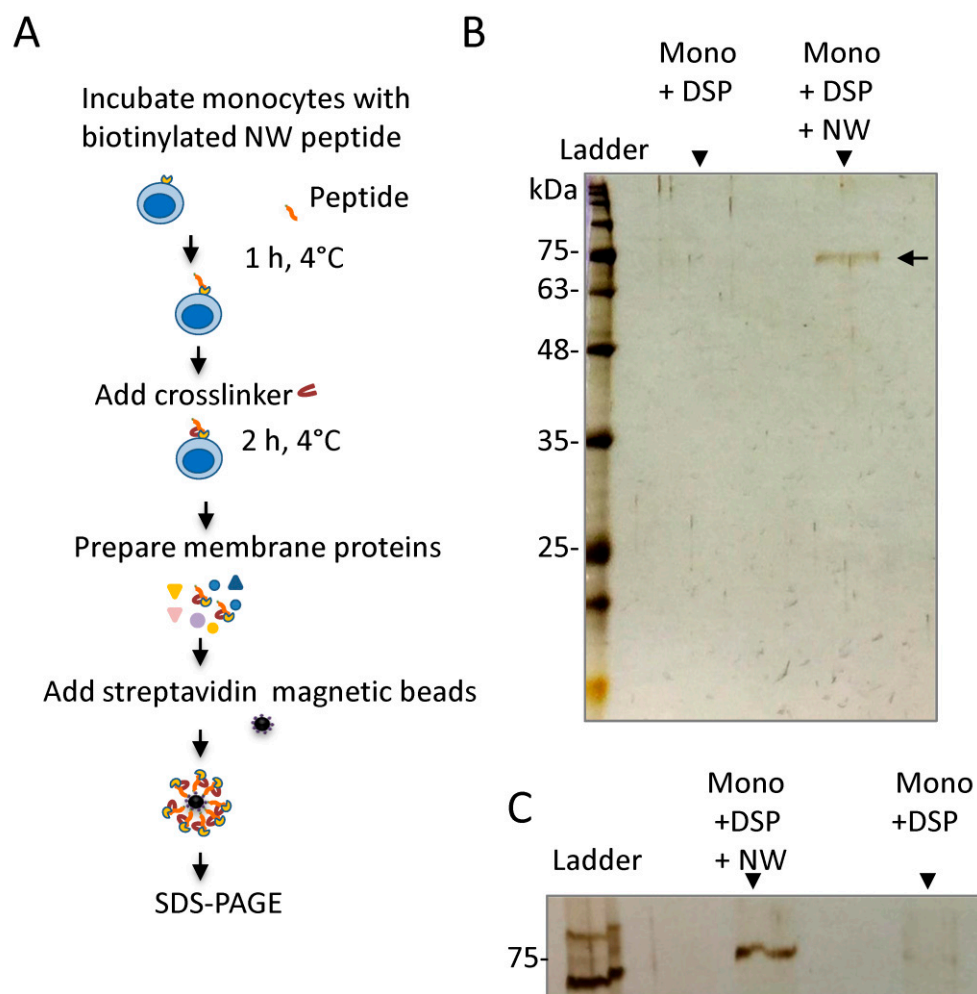 A
Incubate monocytes with
biotinylated NW peptide
Peptide
1 h, 4°C
Add crosslinker
2 h, 4°C
Prepare membrane proteins
Add streptavidin magnetic beads
SDS-PAGE
B
Mono
+ DSP
Mono
+ DSP
+ NW
Ladder
kDa
75-
63-
48-
35-
25-
C
Mono
+DSP
+ NW
Mono
+DSP
Ladder
75-